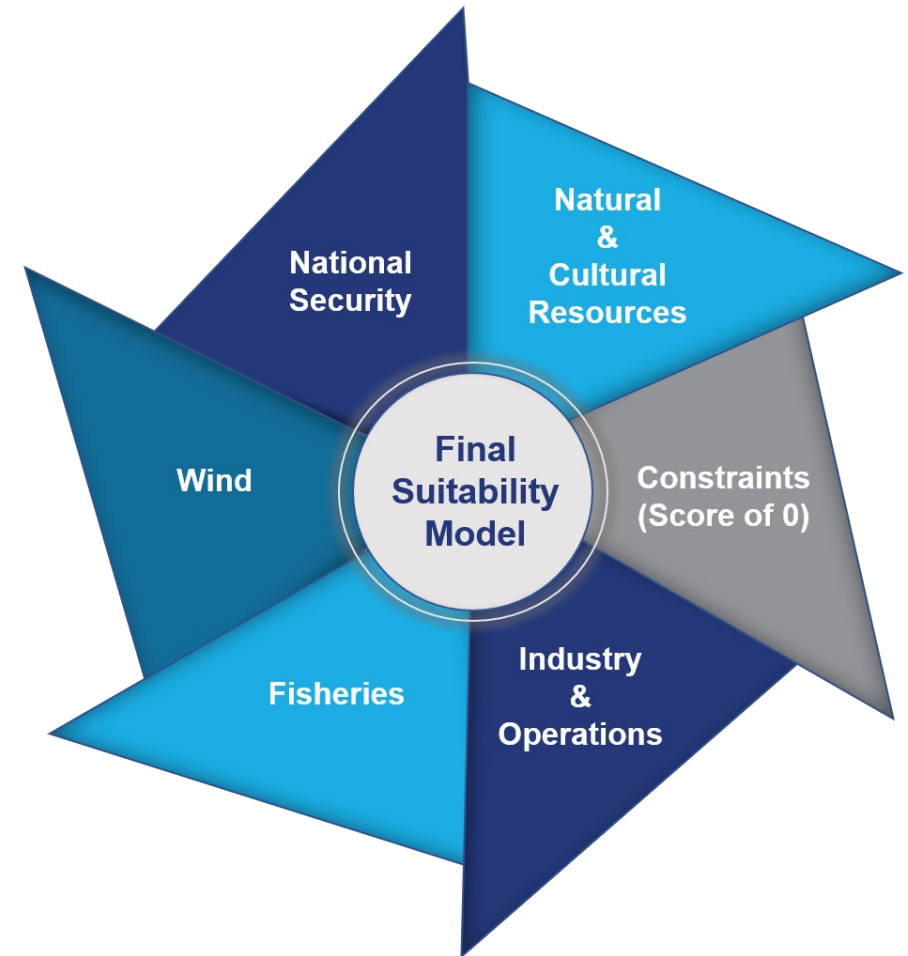 National
Security
Natural
&
Cultural
Resources
Wind
Final
Suitability
Model
Constraints
(Score of 0)
Fisheries
Industry
&
Operations